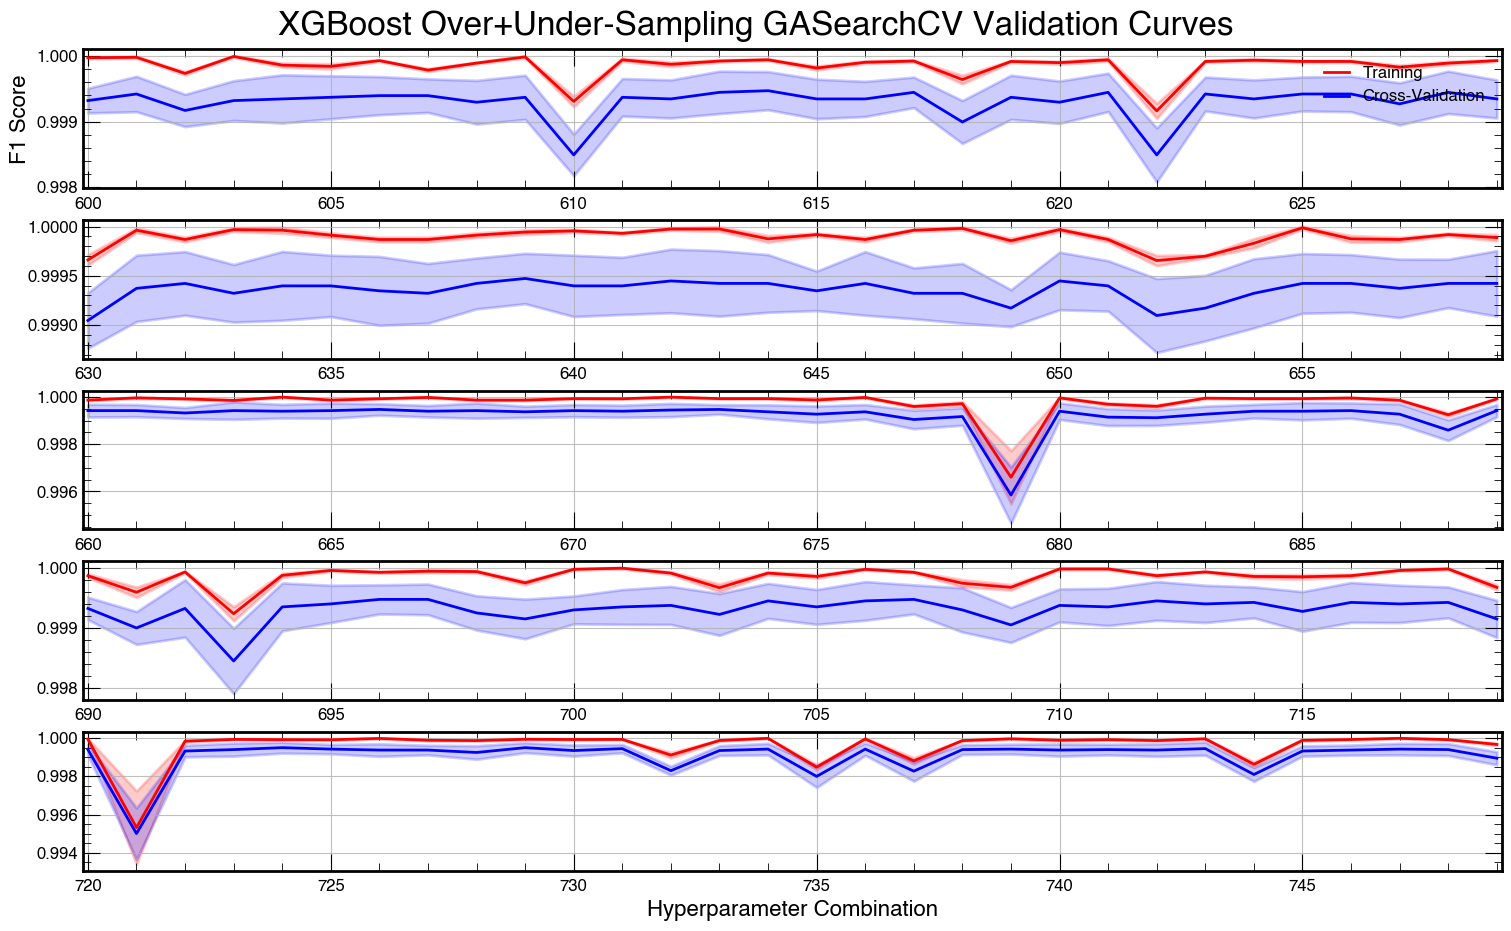 XGBoost Over+Under-Sampling GASearchCV Validation Curves
F1 Score
1.000
0.999
0.998
Training
Cross-Validation
600 605 610 615 620 625
1.0000
0.9995
0.9990
630 635 640 645 650 655
1.000
0.998
0.996
660 665 670 675 680 685
1.000
0.999
0.998
690 695 700 705 710 715
1.000
0.998
0.996
0.994
720 725 730 735 740 745
Hyperparameter Combination